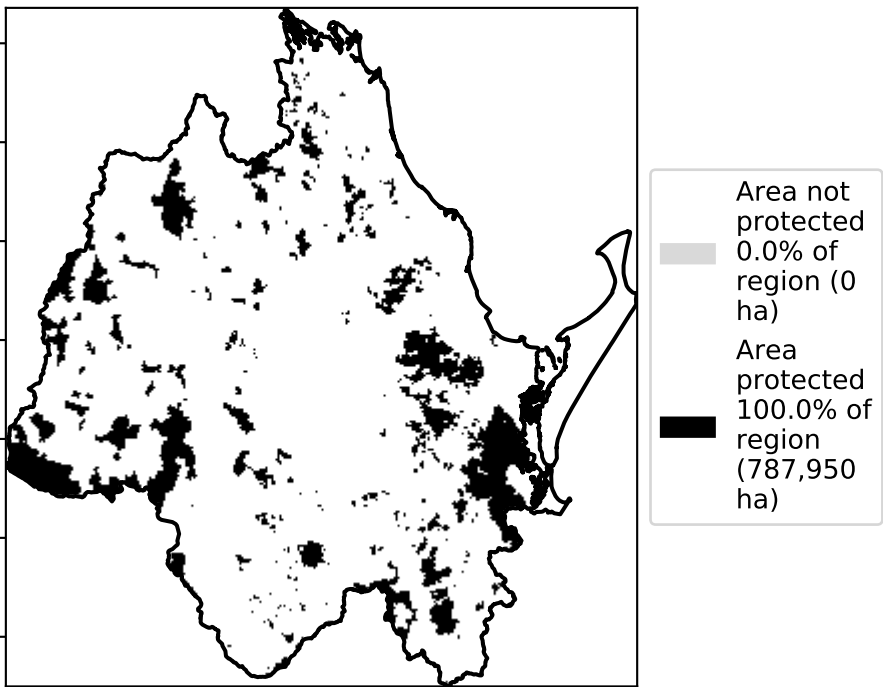 Area not
protected
0.0% of
region (0
ha)
Area
protected
100.0% of
region
(787,950
ha)